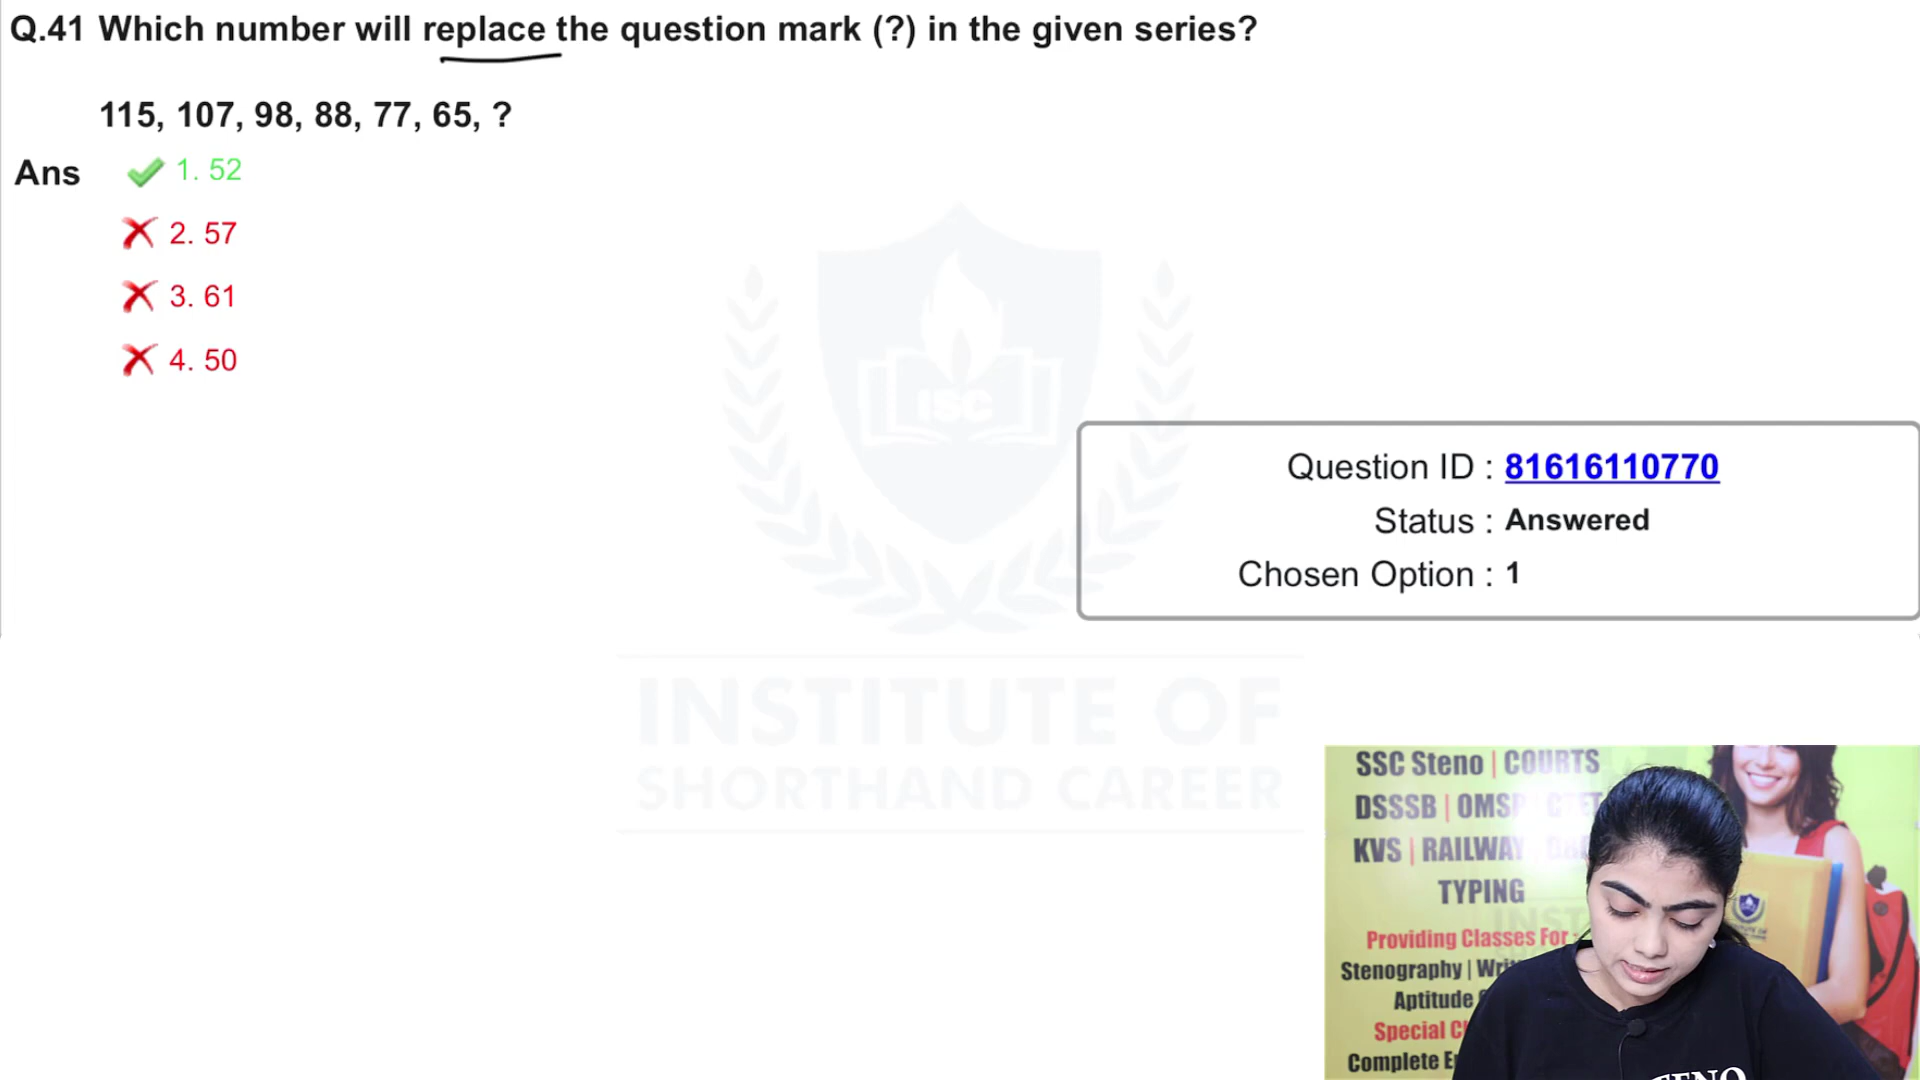 Q.41 Which number will replace the question mark (?) in the given series?
115, 107, 98, 88, 77, 65, ?
Ans
1. 52
2. 57
3. 61
4. 50
ISC
Question ID : 81616110770
Status : Answered
Chosen Option : 1
INSTITUTE OF
SHORTHAND CAREER
SSC Steno | COURTS
DSSSB | OMSP
KVS | RAILWAY
TYPING
Providing Classes For
Stenography |
Aptitude
Special
Complete